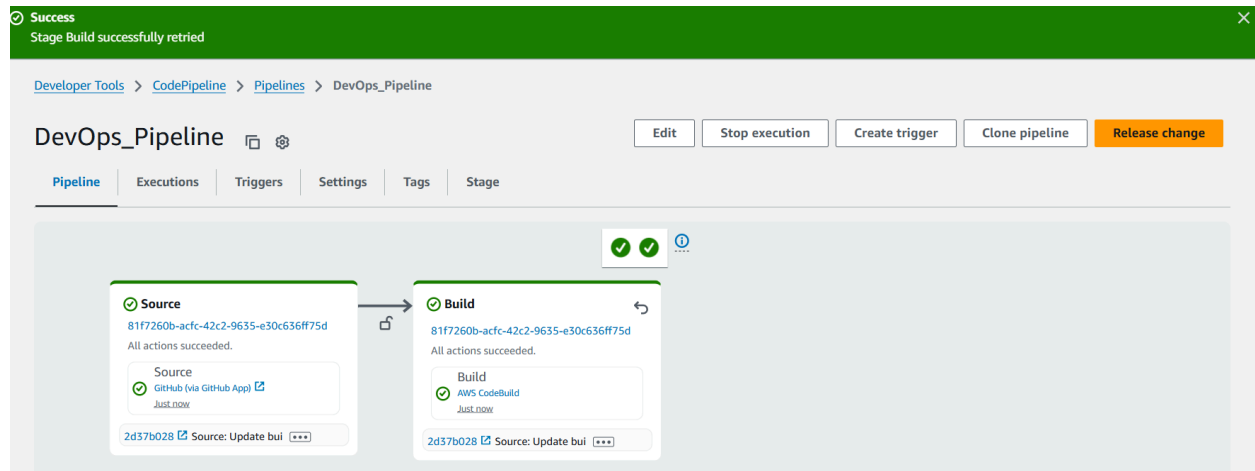 Success
Stage Build successfully retried
Developer Tools > CodePipeline > Pipelines > DevOps_Pipeline
DevOps_Pipeline
Edit
Stop execution
Create trigger
Clone pipeline
Release change
Pipeline
Executions
Triggers
Settings
Tags
Stage
Source
81f7260b-acfc-42c2-9635-e30c636ff75d
All actions succeeded.
Source
GitHub (via GitHub App)
Just now
2d37b028 Source: Update bui
Build
81f7260b-acfc-42c2-9635-e30c636ff75d
All actions succeeded.
Build
AWS CodeBuild
Just now
2d37b028 Source: Update bui